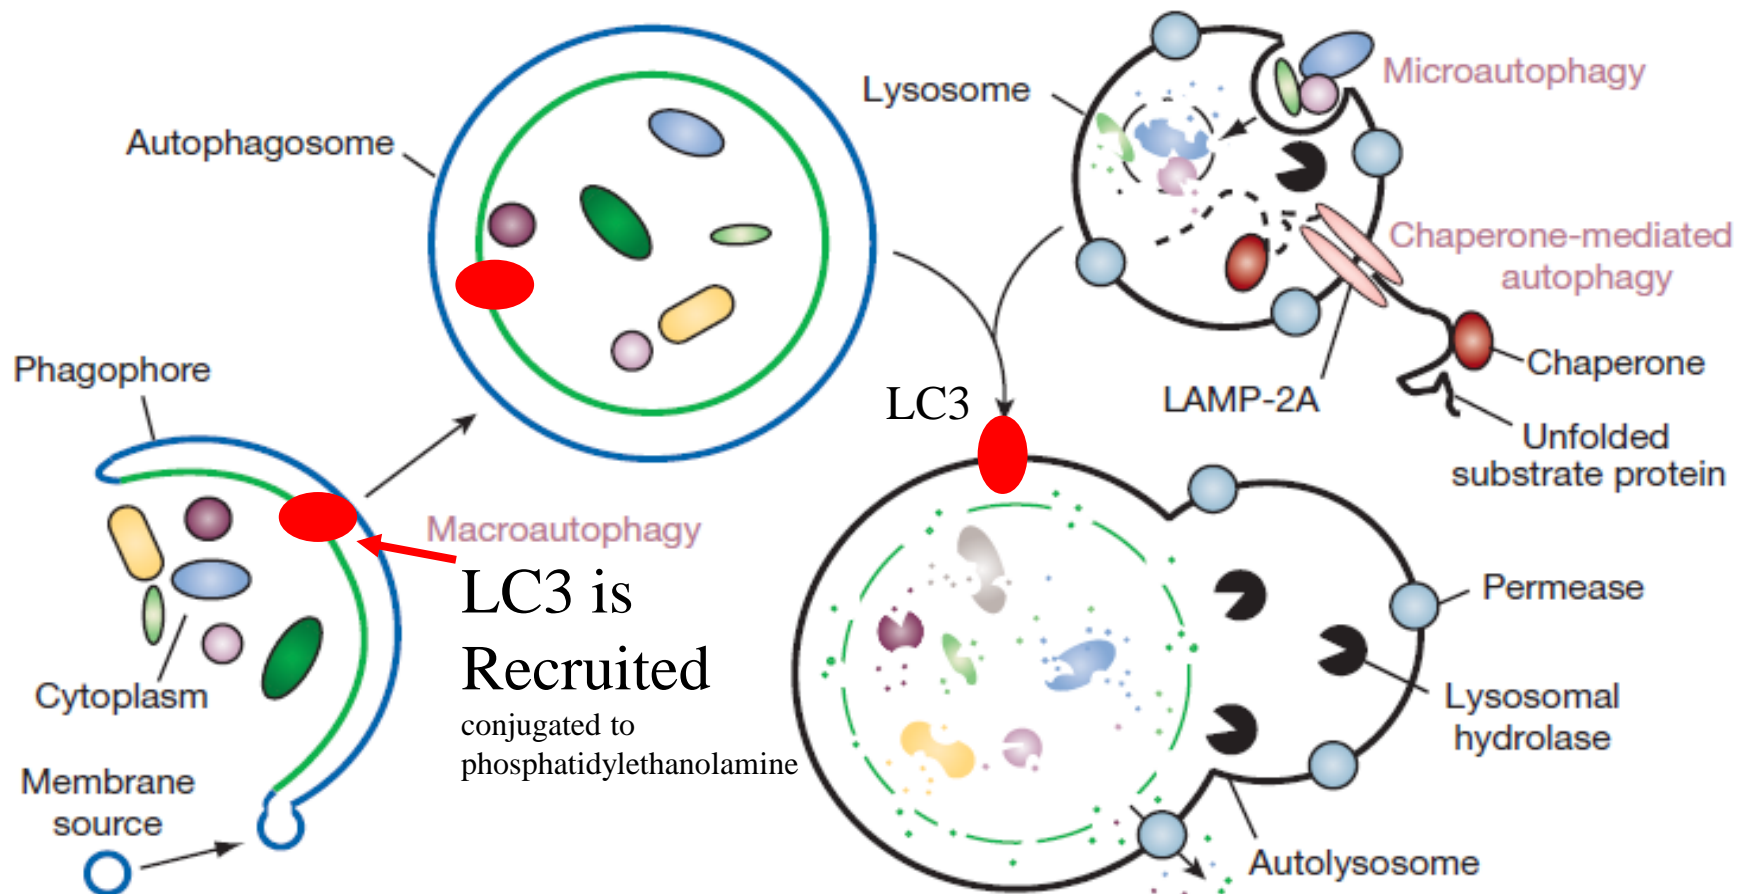 Autophagosome
Lysosome
Microautophagy
Chaperone-mediated
autophagy
Phagophore
Chaperone
LC3
LAMP-2A
Unfolded
substrate protein
Macroautophagy
LC3 is
Recruited
conjugated to
phosphatidylethanolamine
Cytoplasm
Membrane
source
Permease
Lysosomal
hydrolase
Autolysosome